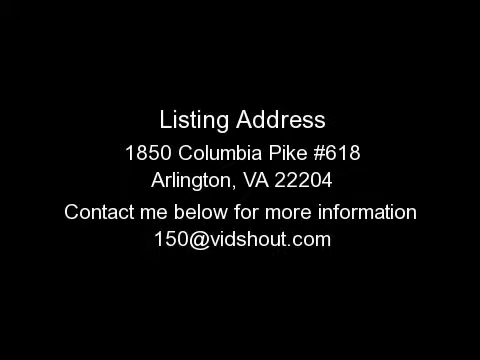 Listing Address
1850 Columbia Pike #618
Arlington, VA 22204
Contact me below for more information
150@vidshout.com